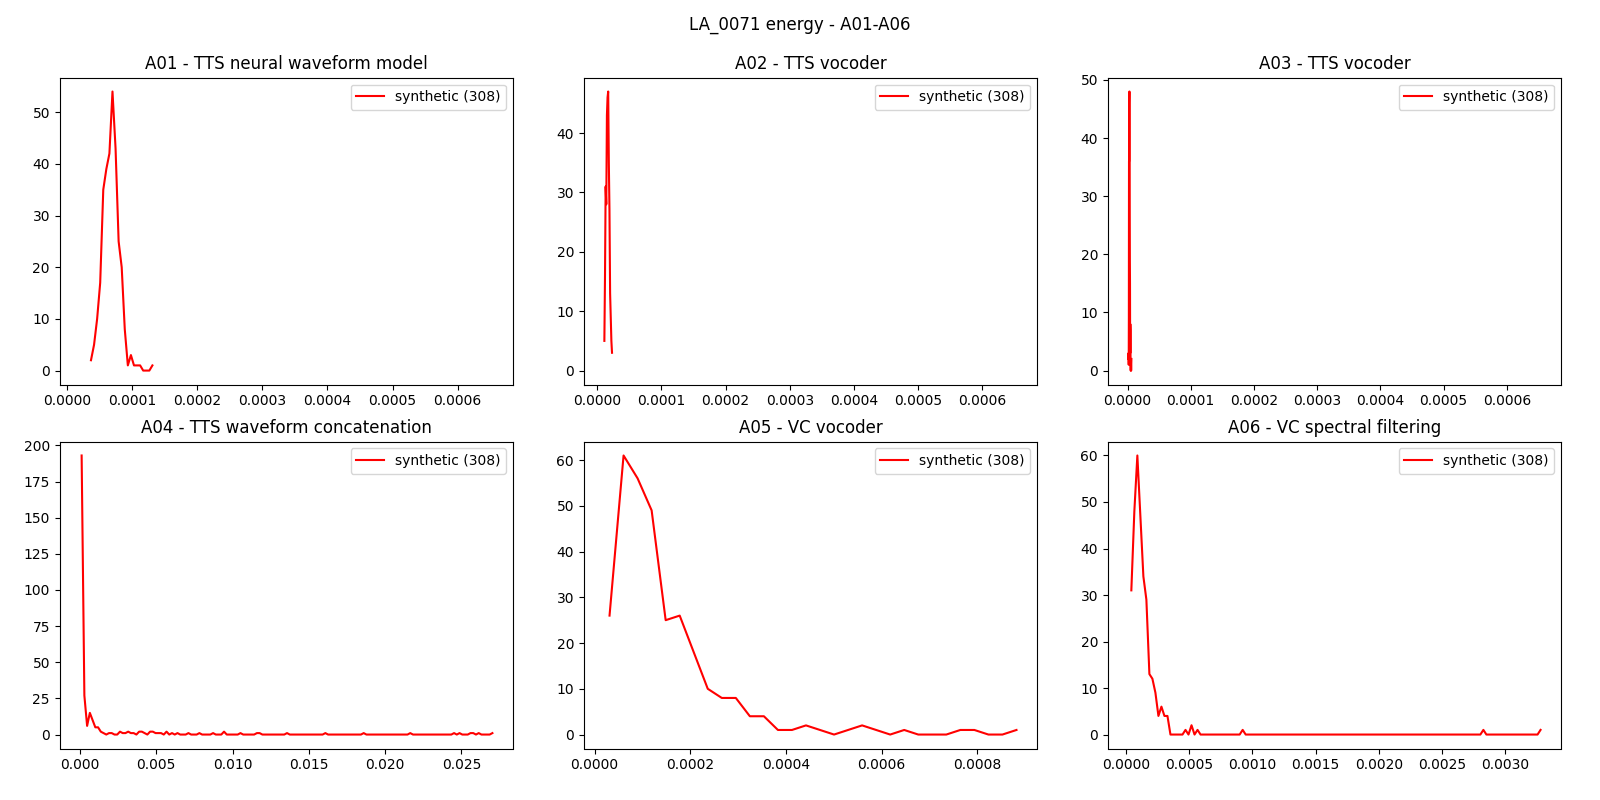 LA_0071 energy - A01-A06
A01 - TTS neural waveform model
synthetic (308)
50
40
30
20
10
0
0.0000 0.0001 0.0002 0.0003 0.0004 0.0005 0.0006
A02 - TTS vocoder
synthetic (308)
40
30
20
10
0
0.0000 0.0001 0.0002 0.0003 0.0004 0.0005 0.0006
A03 - TTS vocoder
synthetic (308)
50
40
30
20
10
0
0.0000 0.0001 0.0002 0.0003 0.0004 0.0005 0.0006
A04 - TTS waveform concatenation
synthetic (308)
200
175
150
125
100
75
50
25
0
0.000 0.005 0.010 0.015 0.020 0.025
A05 - VC vocoder
synthetic (308)
60
50
40
30
20
10
0
0.0000 0.0002 0.0004 0.0006 0.0008
A06 - VC spectral filtering
synthetic (308)
60
50
40
30
20
10
0
0.0000 0.0005 0.0010 0.0015 0.0020 0.0025 0.0030